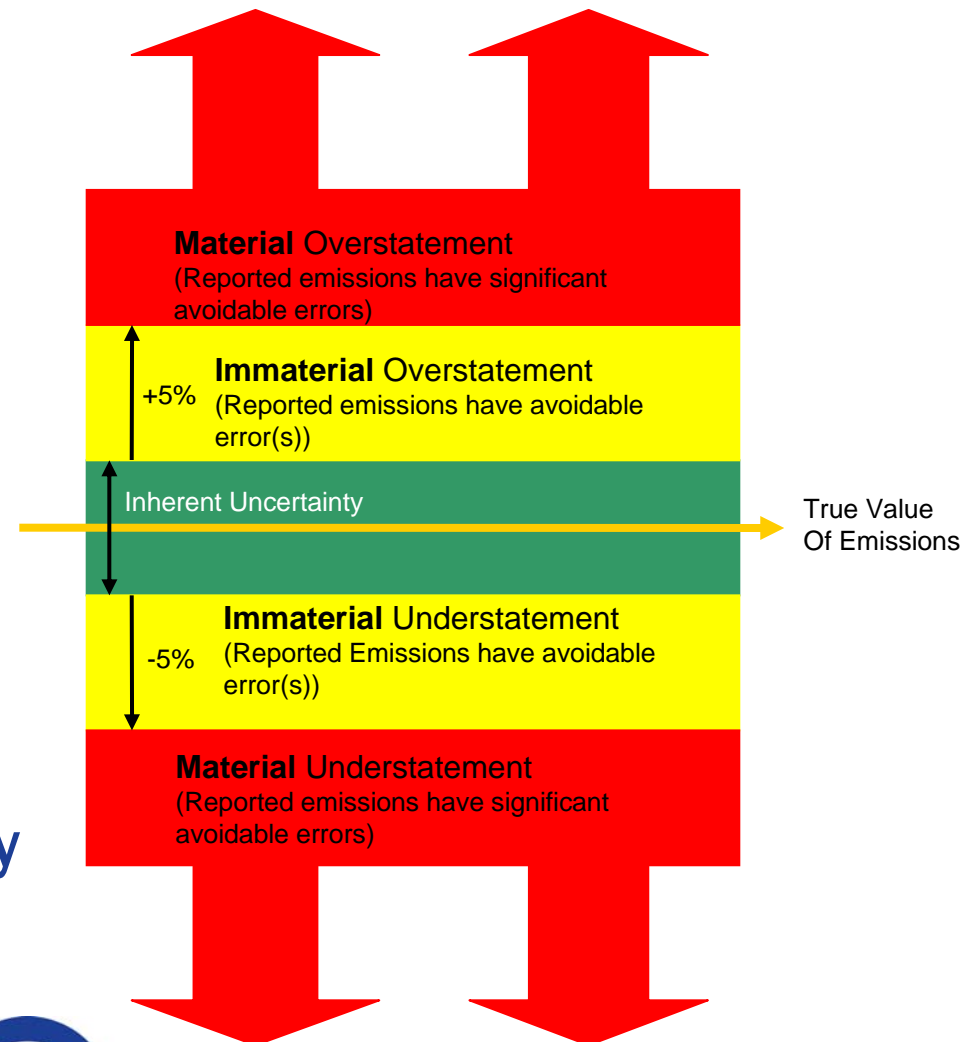 Material Overstatement
(Reported emissions have significant
avoidable errors)
+5%
Immaterial Overstatement
(Reported emissions have avoidable
error(s))
Inherent Uncertainty
True Value
Of Emissions
-5%
Immaterial Understatement
(Reported Emissions have avoidable
error(s))
Material Understatement
(Reported emissions have significant
avoidable errors)
y